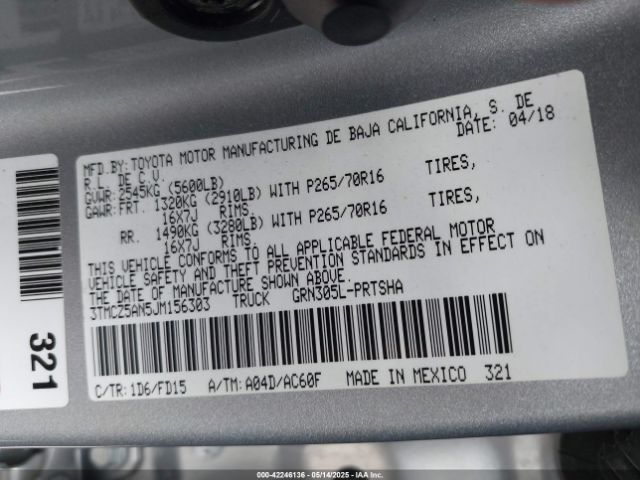 MFD.BY:TOYOTA MOTOR MANUFACTURING DE BAJA CALIFORNIA, S. DE
R.L. DE C.V. DATE: 04/18
GVWR: 2545KG (5600LB)
GAWR:FRT. 1320KG (2910LB) WITH P265/70R16 TIRES,
16X7J RIMS,
RR. 1490KG (3280LB) WITH P265/70R16 TIRES,
16X7J RIMS,
THIS VEHICLE CONFORMS TO ALL APPLICABLE FEDERAL MOTOR
VEHICLE SAFETY AND THEFT PREVENTION STANDARDS IN EFFECT ON
THE DATE OF MANUFACTURE SHOWN ABOVE.
3TMCZ5AN5JM156303 TRUCK GRN305L-PRTSHA
C/TR:1D6/FD15 A/TM:A04D/AC60F MADE IN MEXICO 321
321
000-42246136 - 05/14/2025 - IAAI.COM